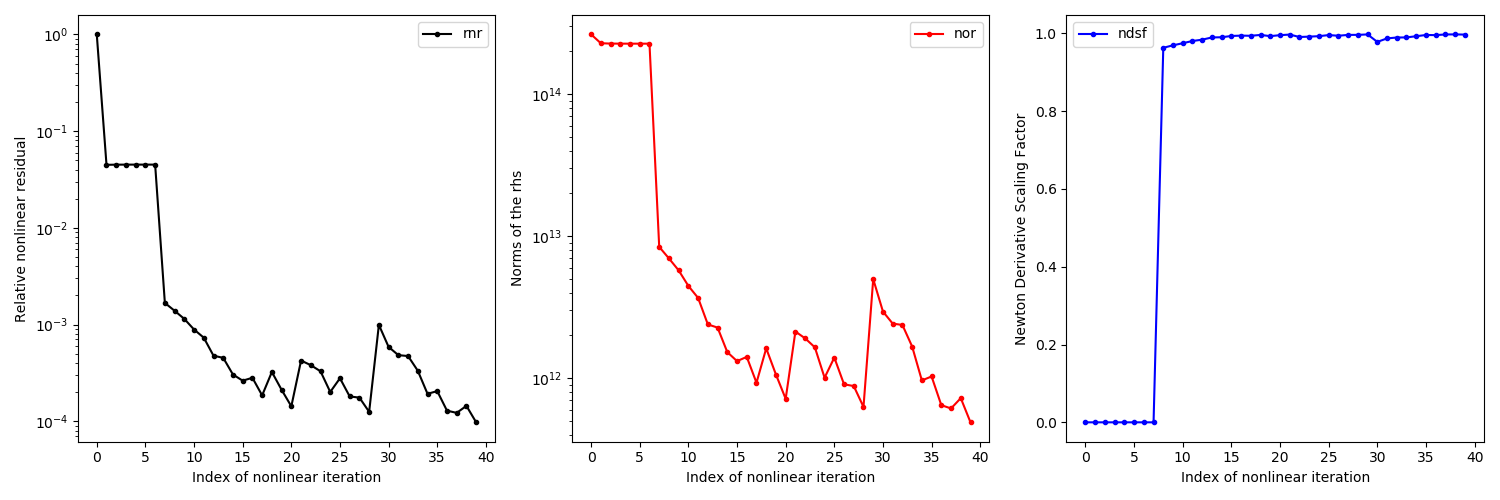 Relative nonlinear residual
10^0
10^-1
10^-2
10^-3
10^-4
rnr
0 5 10 15 20 25 30 35 40
Index of nonlinear iteration
Norms of the rhs
10^14
10^13
10^12
nor
0 5 10 15 20 25 30 35 40
Index of nonlinear iteration
Newton Derivative Scaling Factor
1.0
0.8
0.6
0.4
0.2
0.0
ndsf
0 5 10 15 20 25 30 35 40
Index of nonlinear iteration